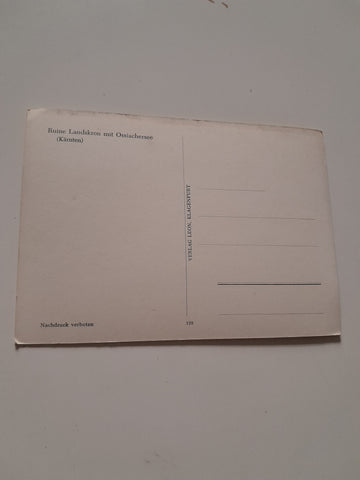 Ruine Landskron mit Ossiachersee
(Kärnten)
VERLAG LEON, KLAGENFURT
Nachdruck verboten